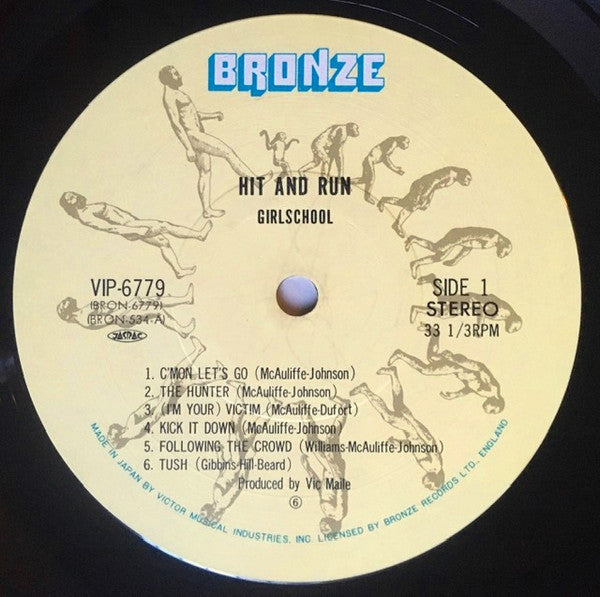 BRONZE
HIT AND RUN
GIRLSCHOOL
VIP-6779
(BRON-6779)
(BRON-534-A)
JASRAC
SIDE 1
STEREO
33 1/3RPM
1. C'MON LET'S GO (McAuliffe-Johnson)
2. THE HUNTER (McAuliffe-Johnson)
3. (I'M YOUR) VICTIM (McAuliffe-Dufort)
4. KICK IT DOWN (McAuliffe-Johnson)
5. FOLLOWING THE CROWD (Williams-McAuliffe-Johnson)
6. TUSH (Gibbins-Hill-Beard)
Produced by Vic Maile
⑥
MADE IN JAPAN BY VICTOR MUSICAL INDUSTRIES, INC. LICENSED BY BRONZE RECORDS LTD., ENGLAND